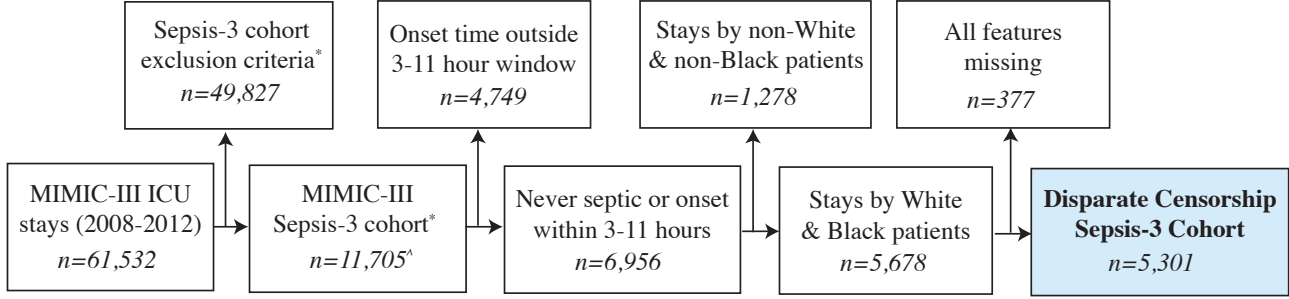 Sepsis-3 cohort
exclusion criteria*
n=49,827
Onset time outside
3-11 hour window
n=4,749
Stays by non-White
& non-Black patients
n=1,278
All features
missing
n=377
MIMIC-III ICU
stays (2008-2012)
n=61,532
MIMIC-III
Sepsis-3 cohort*
n=11,705^
Never septic or onset
within 3-11 hours
n=6,956
Stays by White
& Black patients
n=5,678
Disparate Censorship
Sepsis-3 Cohort
n=5,301